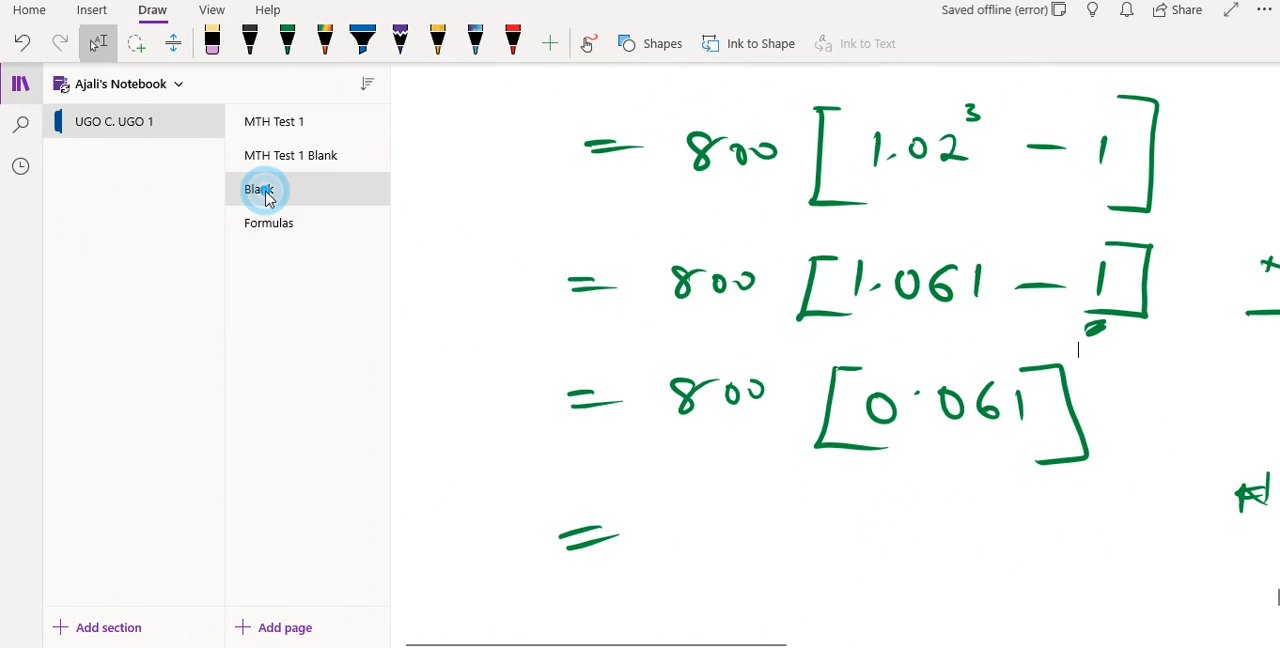 Home Insert Draw View Help Saved offline (error) Share
Shapes Ink to Shape Ink to Text
Ajali's Notebook
UGO C. UGO 1
MTH Test 1
MTH Test 1 Blank
Blank
Formulas
= 800 [1.02³ − 1]
= 800 [1.061 − 1]
= 800 [0.061]
=
+ Add section
+ Add page